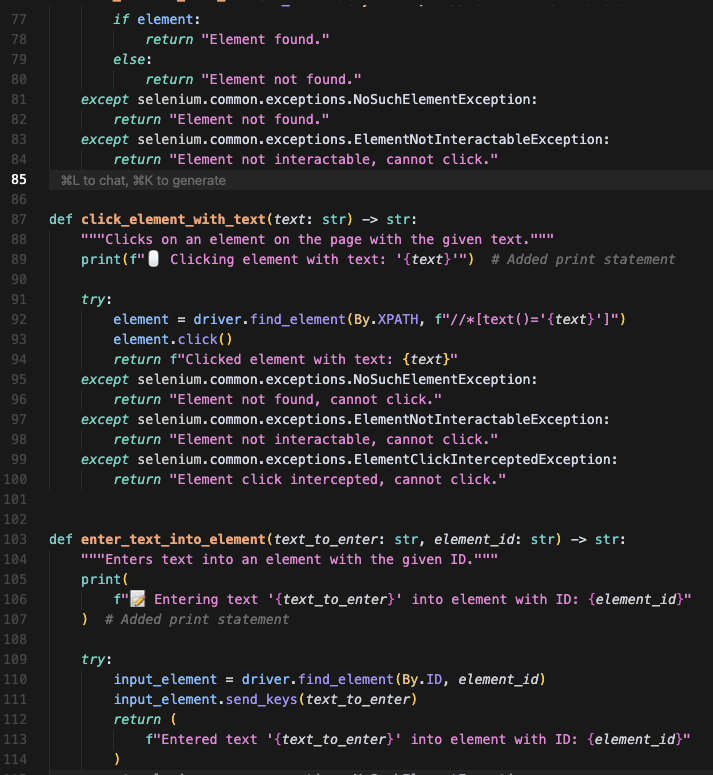 77 if element:
78 return "Element found."
79 else:
80 return "Element not found."
81 except selenium.common.exceptions.NoSuchElementException:
82 return "Element not found."
83 except selenium.common.exceptions.ElementNotInteractableException:
84 return "Element not interactable, cannot click."
85 ⌘L to chat, ⌘K to generate
86
87 def click_element_with_text(text: str) -> str:
88 """Clicks on an element on the page with the given text."""
89 print(f"🖱️ Clicking element with text: '{text}'") # Added print statement
90
91 try:
92 element = driver.find_element(By.XPATH, f"//*[text()='{text}']")
93 element.click()
94 return f"Clicked element with text: {text}"
95 except selenium.common.exceptions.NoSuchElementException:
96 return "Element not found, cannot click."
97 except selenium.common.exceptions.ElementNotInteractableException:
98 return "Element not interactable, cannot click."
99 except selenium.common.exceptions.ElementClickInterceptedException:
100 return "Element click intercepted, cannot click."
101
102
103 def enter_text_into_element(text_to_enter: str, element_id: str) -> str:
104 """Enters text into an element with the given ID."""
105 print(
106 f"📝 Entering text '{text_to_enter}' into element with ID: {element_id}"
107 ) # Added print statement
108
109 try:
110 input_element = driver.find_element(By.ID, element_id)
111 input_element.send_keys(text_to_enter)
112 return (
113 f"Entered text '{text_to_enter}' into element with ID: {element_id}"
114 )